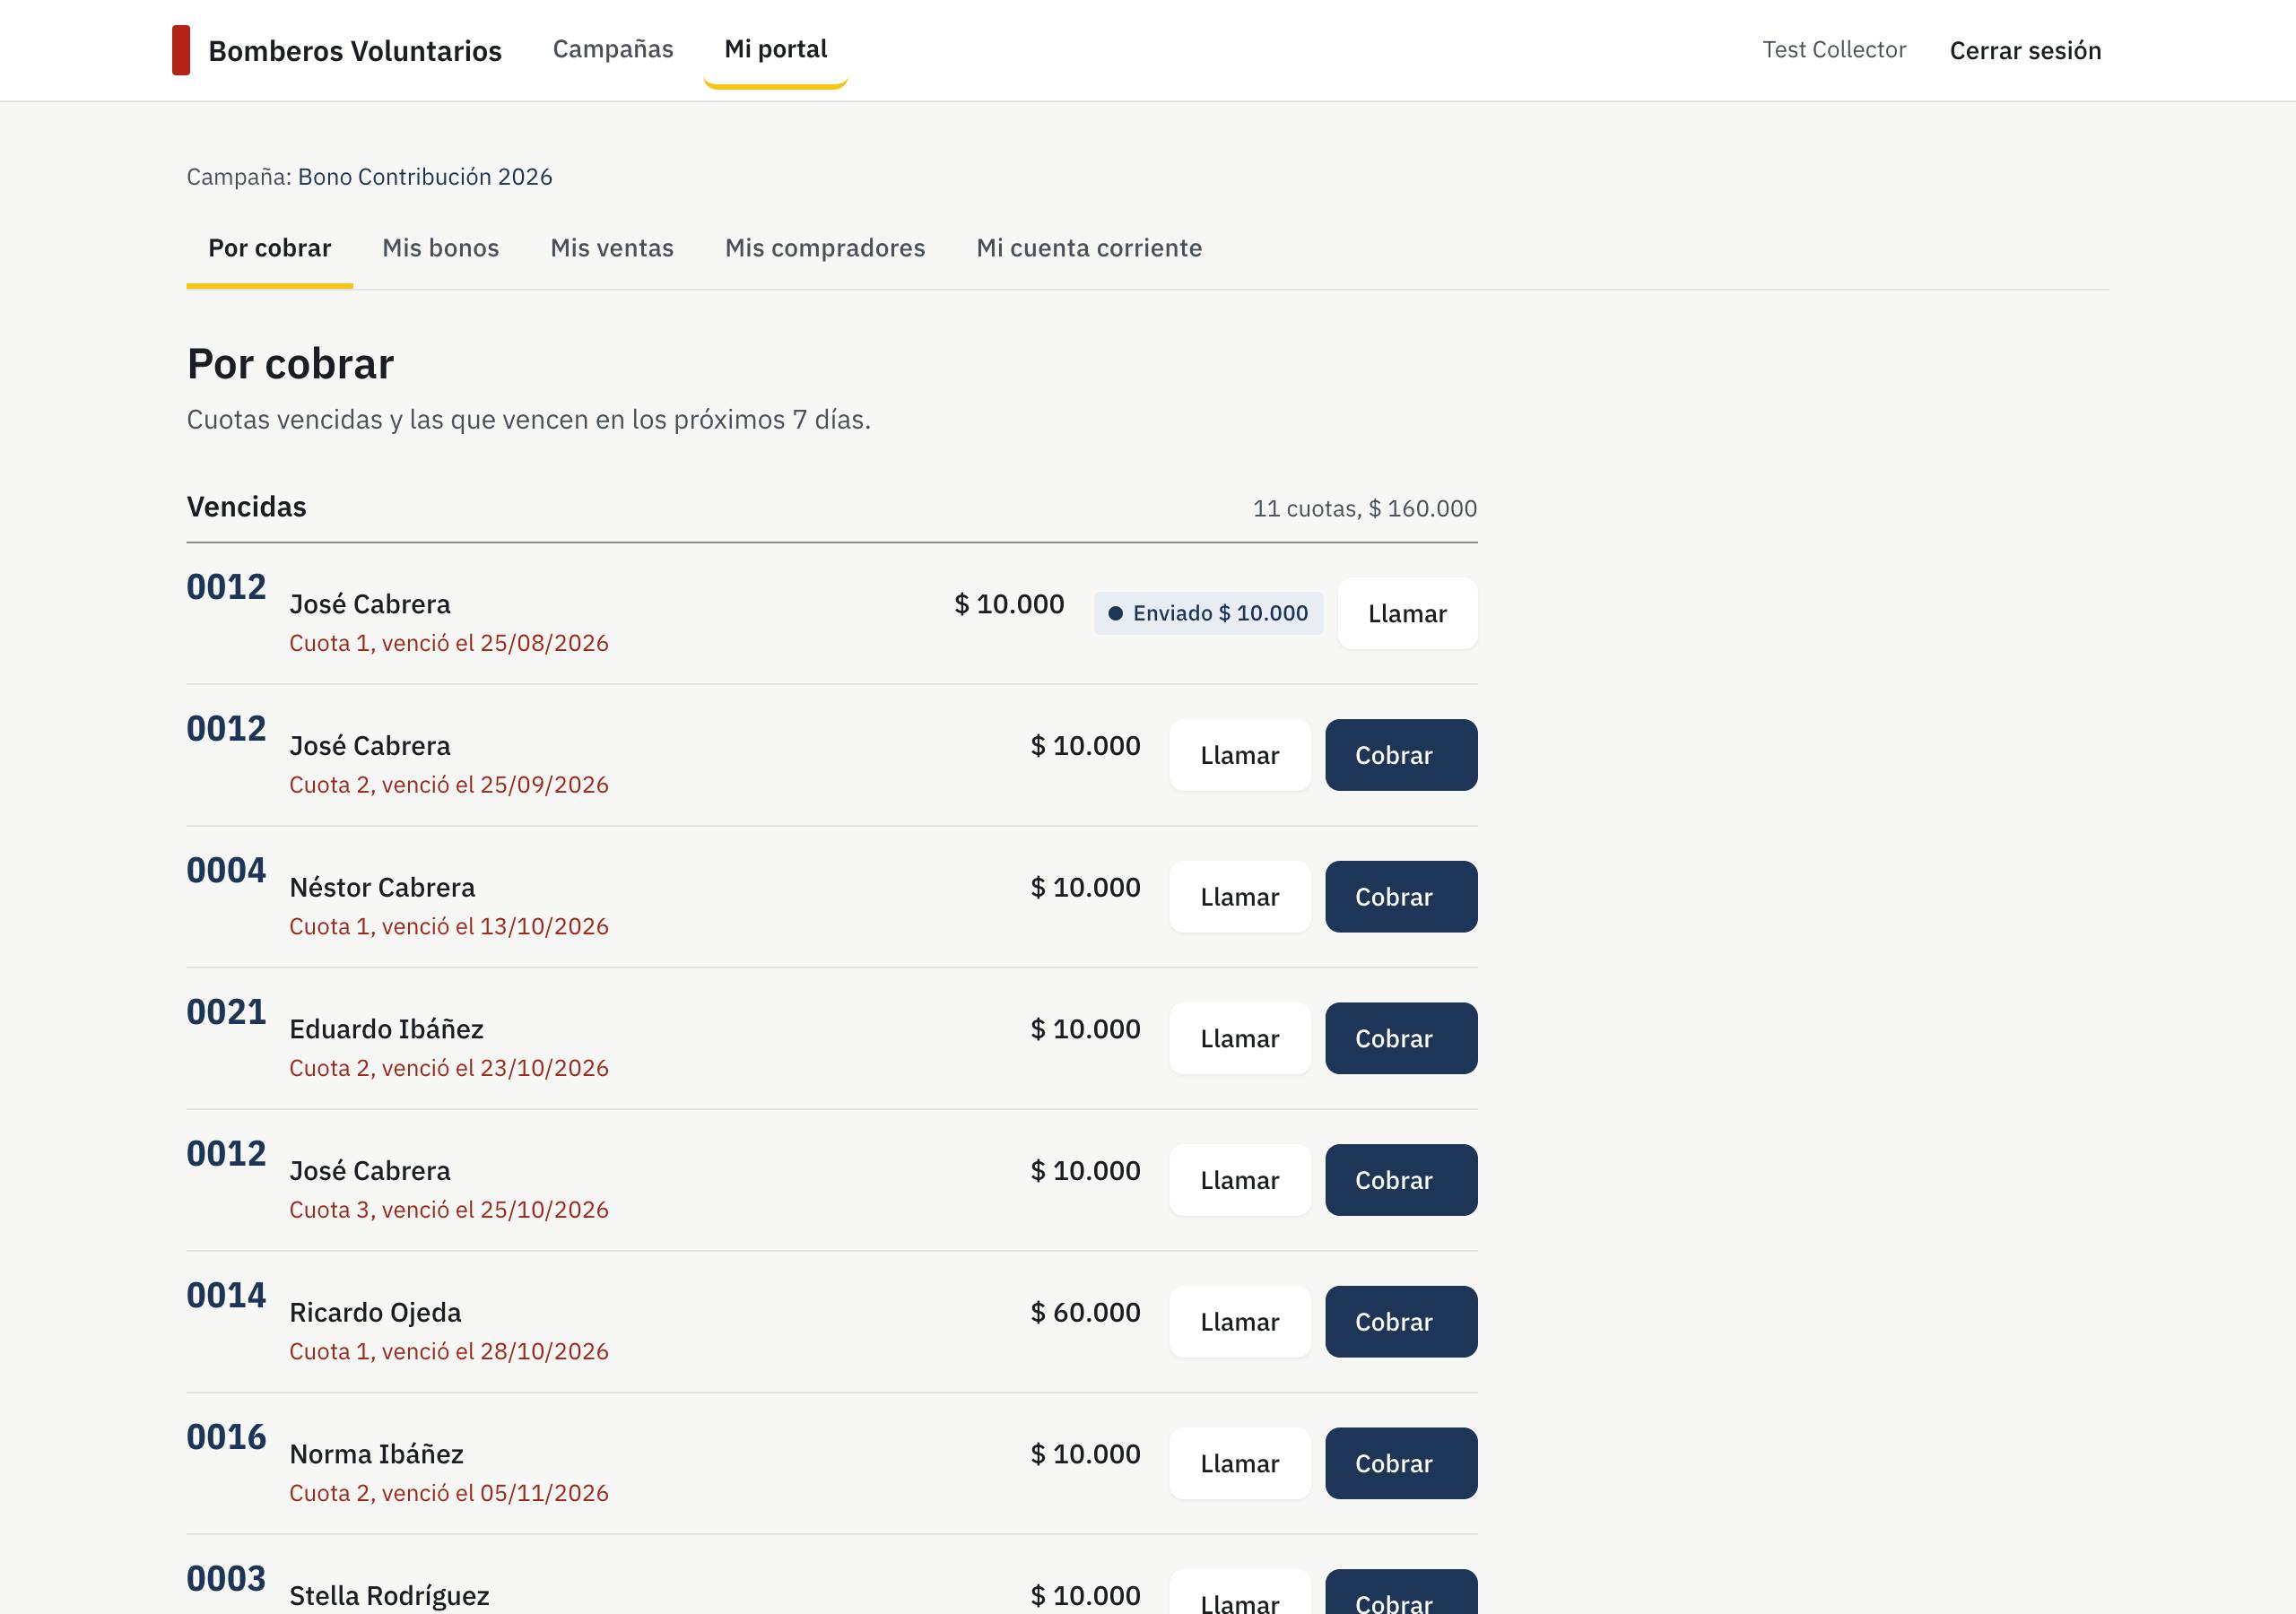 Bomberos Voluntarios Campañas Mi portal Test Collector Cerrar sesión
Campaña: Bono Contribución 2026
Por cobrar Mis bonos Mis ventas Mis compradores Mi cuenta corriente
Por cobrar
Cuotas vencidas y las que vencen en los próximos 7 días.
Vencidas 11 cuotas, $ 160.000
0012 José Cabrera $ 10.000 Enviado $ 10.000 Llamar
Cuota 1, venció el 25/08/2026
0012 José Cabrera $ 10.000 Llamar Cobrar
Cuota 2, venció el 25/09/2026
0004 Néstor Cabrera $ 10.000 Llamar Cobrar
Cuota 1, venció el 13/10/2026
0021 Eduardo Ibáñez $ 10.000 Llamar Cobrar
Cuota 2, venció el 23/10/2026
0012 José Cabrera $ 10.000 Llamar Cobrar
Cuota 3, venció el 25/10/2026
0014 Ricardo Ojeda $ 60.000 Llamar Cobrar
Cuota 1, venció el 28/10/2026
0016 Norma Ibáñez $ 10.000 Llamar Cobrar
Cuota 2, venció el 05/11/2026
0003 Stella Rodríguez $ 10.000 Llamar Cobrar